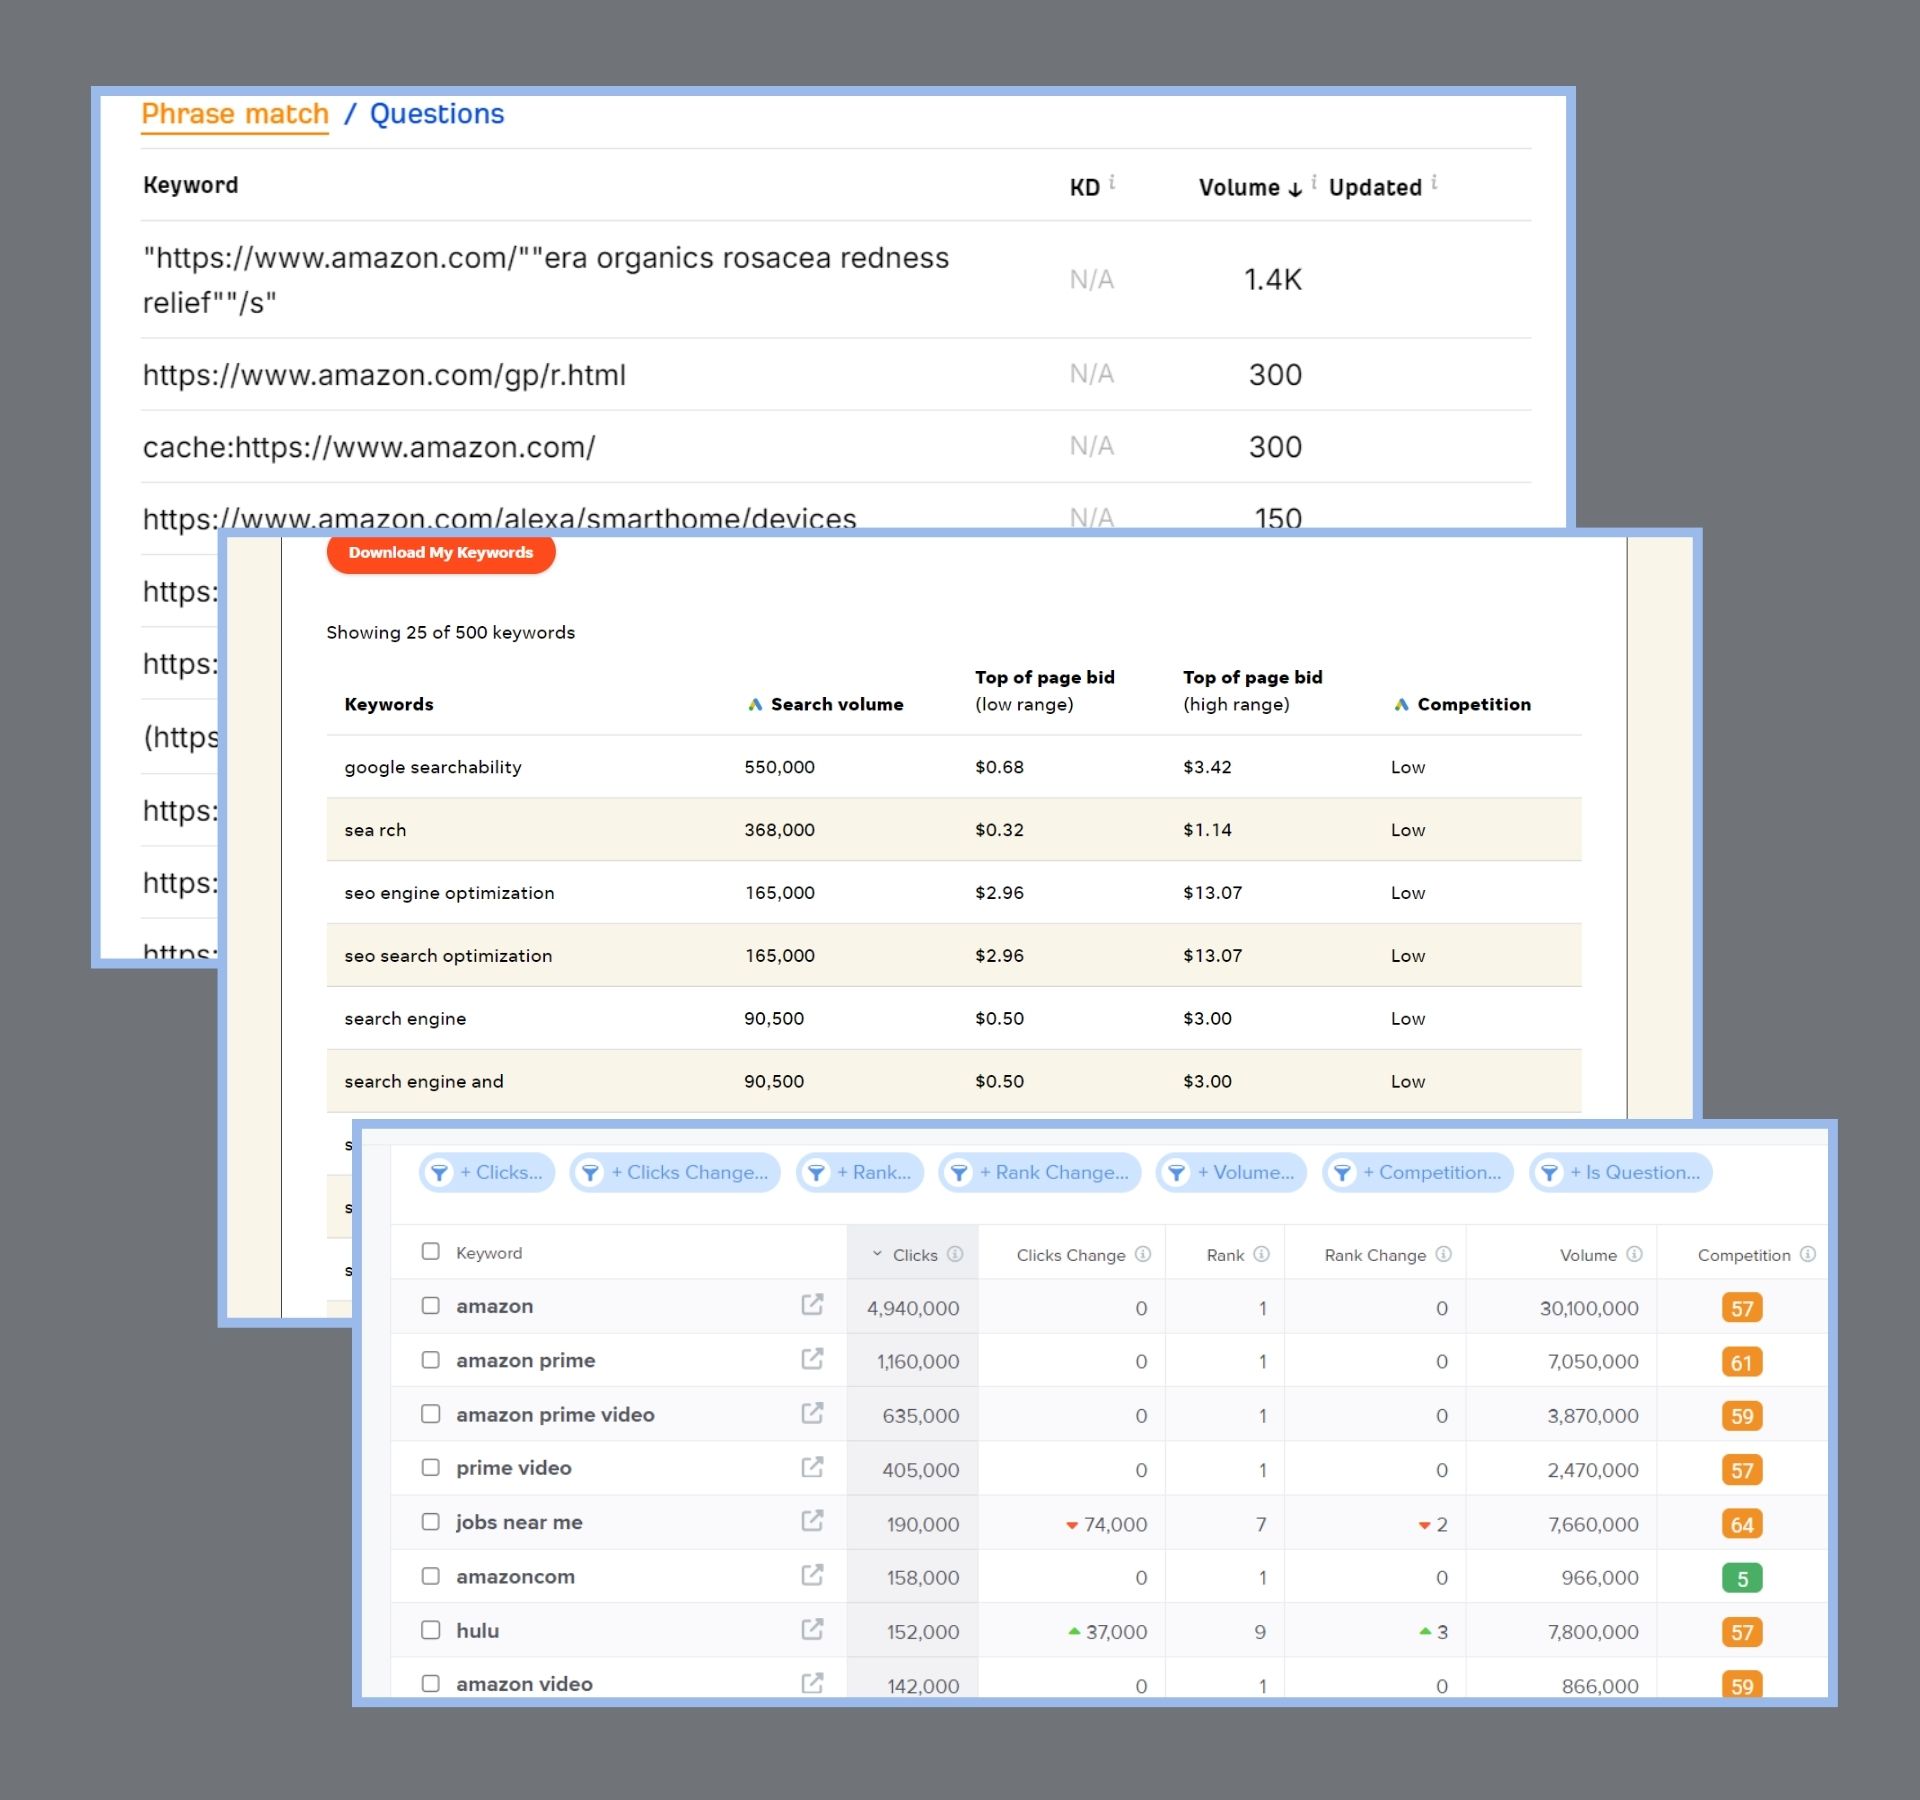 Phrase match / Questions
Keyword KD Volume ↓ Updated
"https://www.amazon.com/""era organics rosacea redness
relief""/s" N/A 1.4K
https://www.amazon.com/gp/r.html N/A 300
cache:https://www.amazon.com/ N/A 300
https://www.amazon.com/alexa/smarthome/devices N/A 150
https:
https:
(https
https:
https:
https:
Download My Keywords
Showing 25 of 500 keywords
Keywords Search volume Top of page bid (low range) Top of page bid (high range) Competition
google searchability 550,000 $0.68 $3.42 Low
sea rch 368,000 $0.32 $1.14 Low
seo engine optimization 165,000 $2.96 $13.07 Low
seo search optimization 165,000 $2.96 $13.07 Low
search engine 90,500 $0.50 $3.00 Low
search engine and 90,500 $0.50 $3.00 Low
s
s
s
+ Clicks... + Clicks Change... + Rank... + Rank Change... + Volume... + Competition... + Is Question...
Keyword Clicks Clicks Change Rank Rank Change Volume Competition
amazon 4,940,000 0 1 0 30,100,000 57
amazon prime 1,160,000 0 1 0 7,050,000 61
amazon prime video 635,000 0 1 0 3,870,000 59
prime video 405,000 0 1 0 2,470,000 57
jobs near me 190,000 74,000 7 2 7,660,000 64
amazoncom 158,000 0 1 0 966,000 5
hulu 152,000 37,000 9 3 7,800,000 57
amazon video 142,000 0 1 0 866,000 59